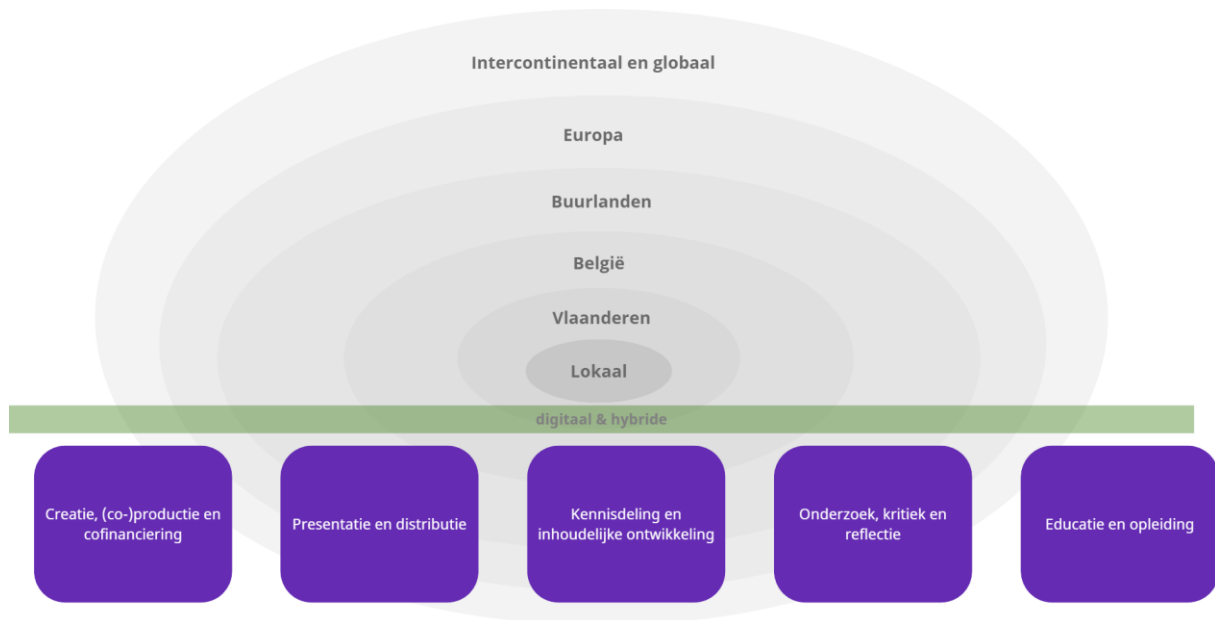 Intercontinentaal en globaal
Europa
Buurlanden
België
Vlaanderen
Lokaal
digitaal & hybride
Creatie, (co-)productie en
cofinanciering
Presentatie en distributie
Kennisdeling en
inhoudelijke ontwikkeling
Onderzoek, kritiek en
reflectie
Educatie en opleiding